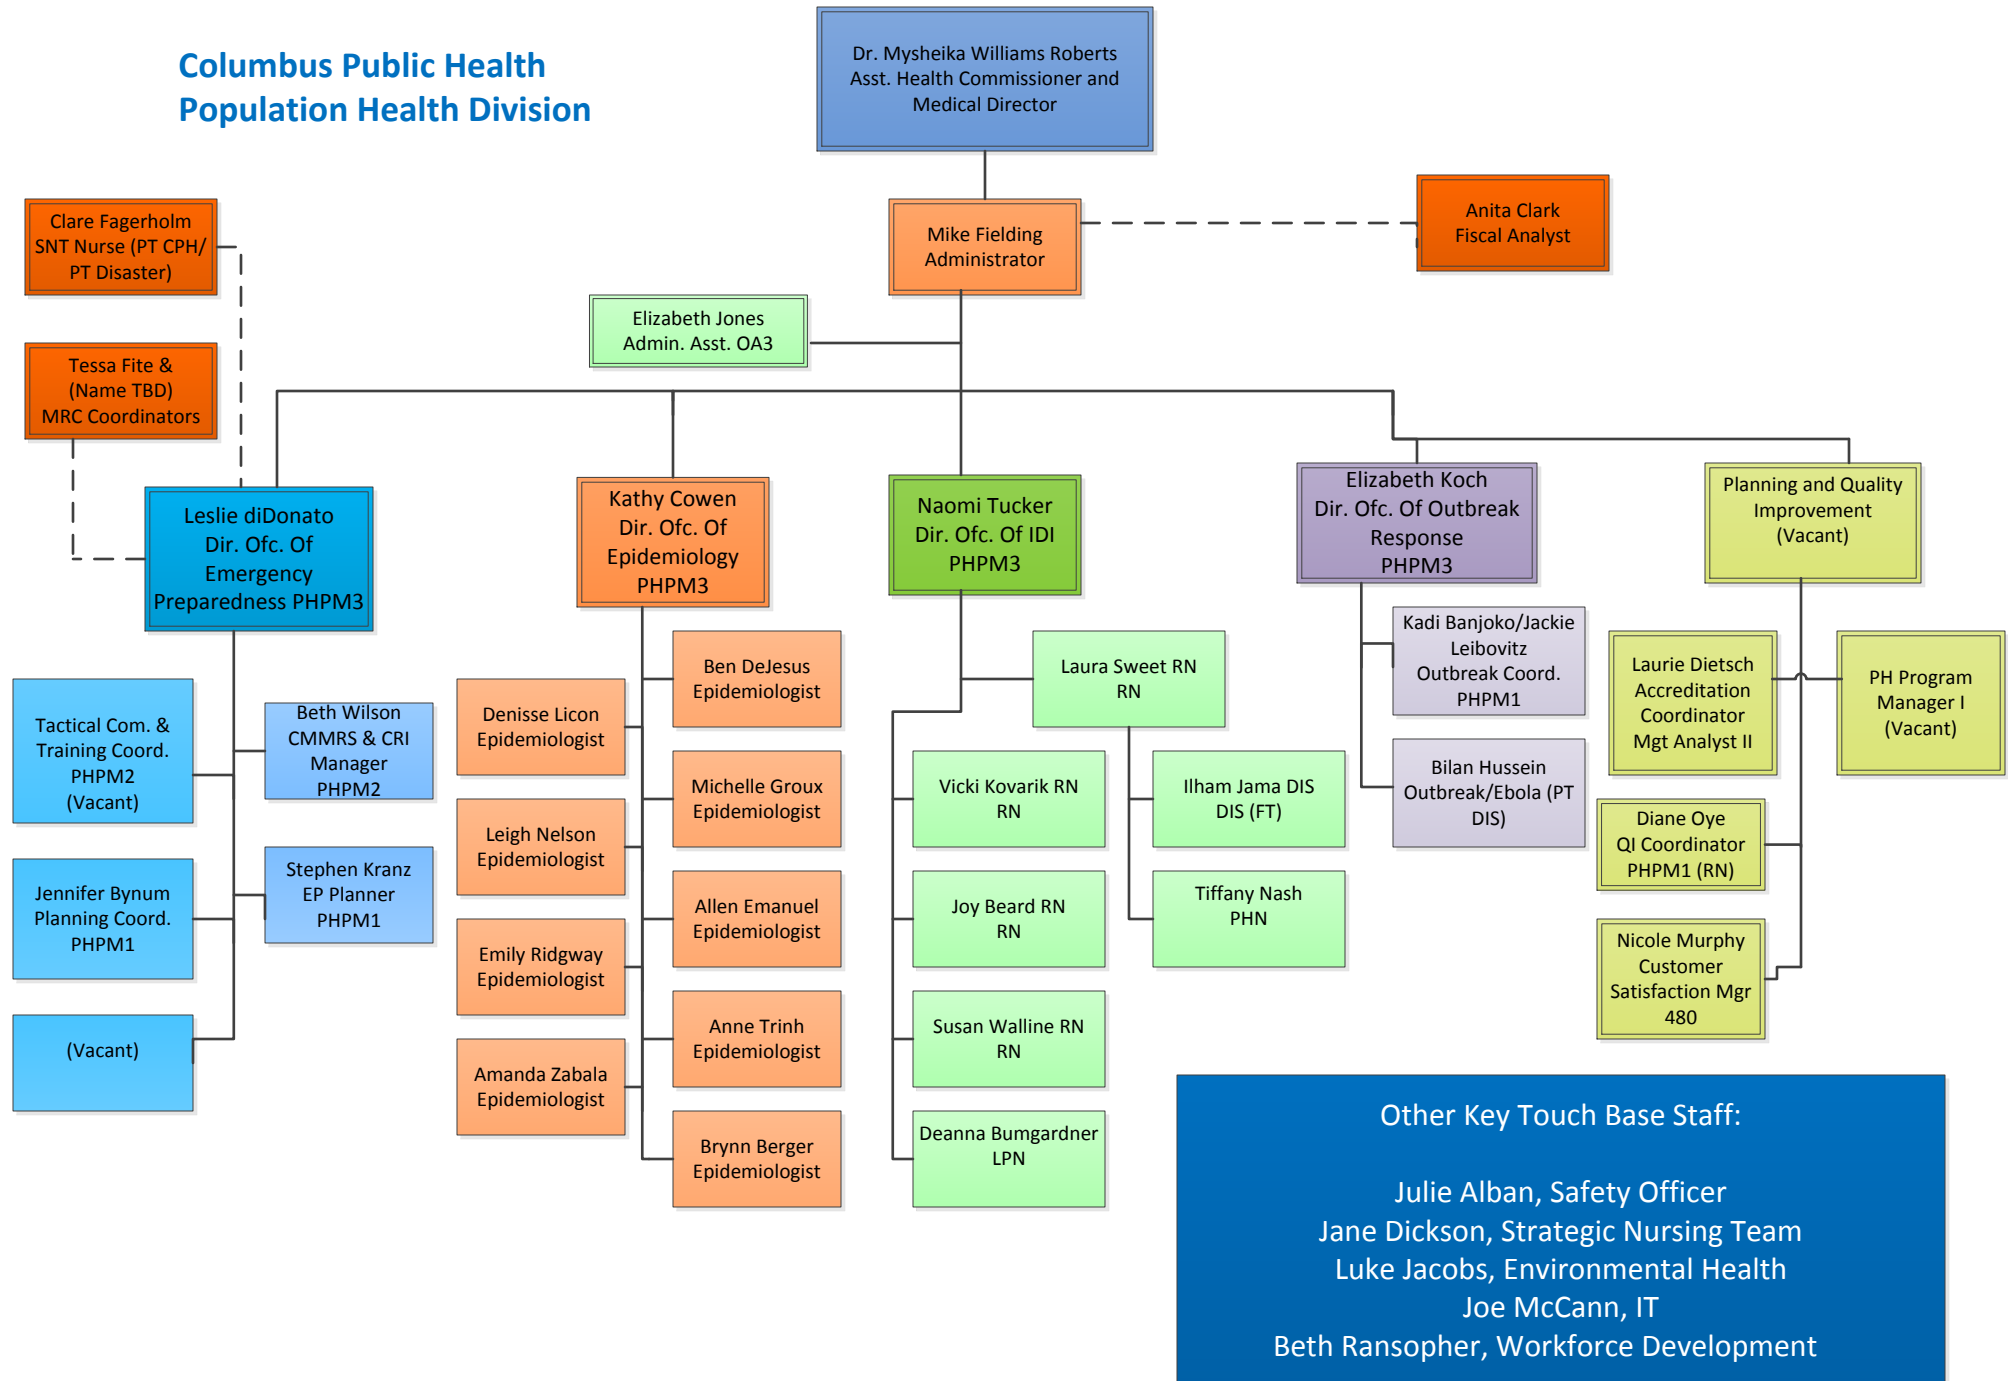 Columbus Public Health
Population Health Division
Dr. Mysheika Williams Roberts
Asst. Health Commissioner and
Medical Director
Clare Fagerholm
SNT Nurse (PT CPH/
PT Disaster)
Mike Fielding
Administrator
Anita Clark
Fiscal Analyst
Elizabeth Jones
Admin. Asst. OA3
Tessa Fite &
(Name TBD)
MRC Coordinators
Leslie diDonato
Dir. Ofc. Of
Emergency
Preparedness PHPM3
Kathy Cowen
Dir. Ofc. Of
Epidemiology
PHPM3
Naomi Tucker
Dir. Ofc. Of IDI
PHPM3
Elizabeth Koch
Dir. Ofc. Of Outbreak
Response
PHPM3
Planning and Quality
Improvement
(Vacant)
Tactical Com. &
Training Coord.
PHPM2
(Vacant)
Beth Wilson
CMMRS & CRI
Manager
PHPM2
Jennifer Bynum
Planning Coord.
PHPM1
Stephen Kranz
EP Planner
PHPM1
(Vacant)
Denisse Licon
Epidemiologist
Leigh Nelson
Epidemiologist
Emily Ridgway
Epidemiologist
Amanda Zabala
Epidemiologist
Ben DeJesus
Epidemiologist
Michelle Groux
Epidemiologist
Allen Emanuel
Epidemiologist
Anne Trinh
Epidemiologist
Brynn Berger
Epidemiologist
Laura Sweet RN
RN
Vicki Kovarik RN
RN
Joy Beard RN
RN
Susan Walline RN
RN
Deanna Bumgardner
LPN
Ilham Jama DIS
DIS (FT)
Tiffany Nash
PHN
Kadi Banjoko/Jackie
Leibovitz
Outbreak Coord.
PHPM1
Bilan Hussein
Outbreak/Ebola (PT
DIS)
Laurie Dietsch
Accreditation
Coordinator
Mgt Analyst II
PH Program
Manager I
(Vacant)
Diane Oye
QI Coordinator
PHPM1 (RN)
Nicole Murphy
Customer
Satisfaction Mgr
480
Other Key Touch Base Staff:
Julie Alban, Safety Officer
Jane Dickson, Strategic Nursing Team
Luke Jacobs, Environmental Health
Joe McCann, IT
Beth Ransopher, Workforce Development